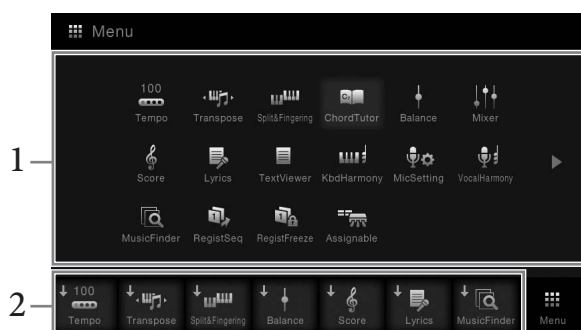 Menu
100
Tempo Transpose Split&Fingering ChordTutor Balance Mixer
1
Score Lyrics TextViewer KbdHarmony MicSetting VocalHarmony
MusicFinder RegistSeq RegistFreeze Assignable
2
100
Tempo Transpose Split&Fingering Balance Score Lyrics MusicFinder Menu